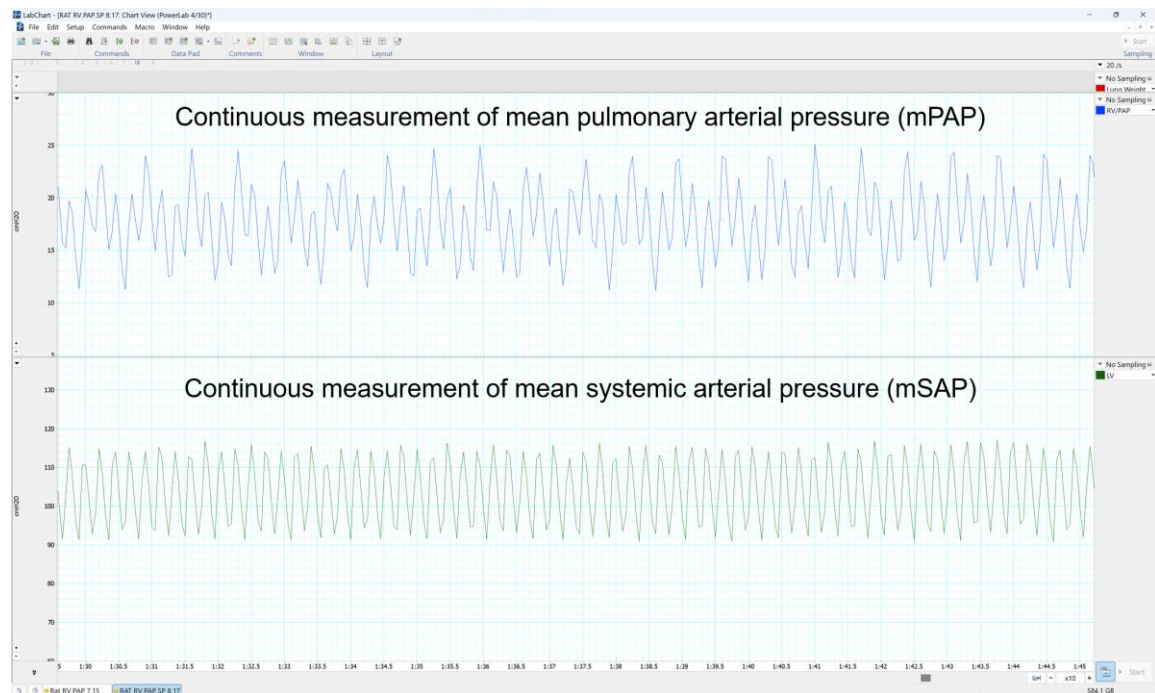 LabChart - [RAT RV.PAP.SP 8.17: Chart View (PowerLab 4/30)*]
File Edit Setup Commands Macro Window Help
File Commands Data Pad Comments Window Layout
Start
Sampling
20 /s
No Sampling
Lung Weight
No Sampling
RV/PAP
Continuous measurement of mean pulmonary arterial pressure (mPAP)
30
25
20
15
10
5
cmH2O
No Sampling
LV
Continuous measurement of mean systemic arterial pressure (mSAP)
130
120
110
100
90
80
70
60
cmH2O
5 1:30 1:30.5 1:31 1:31.5 1:32 1:32.5 1:33 1:33.5 1:34 1:34.5 1:35 1:35.5 1:36 1:36.5 1:37 1:37.5 1:38 1:38.5 1:39 1:39.5 1:40 1:40.5 1:41 1:41.5 1:42 1:42.5 1:43 1:43.5 1:44 1:44.5 1:45
x10
Start
Rat RV.PAP 7.15 RAT RV.PAP.SP 8.17
584.1 GB